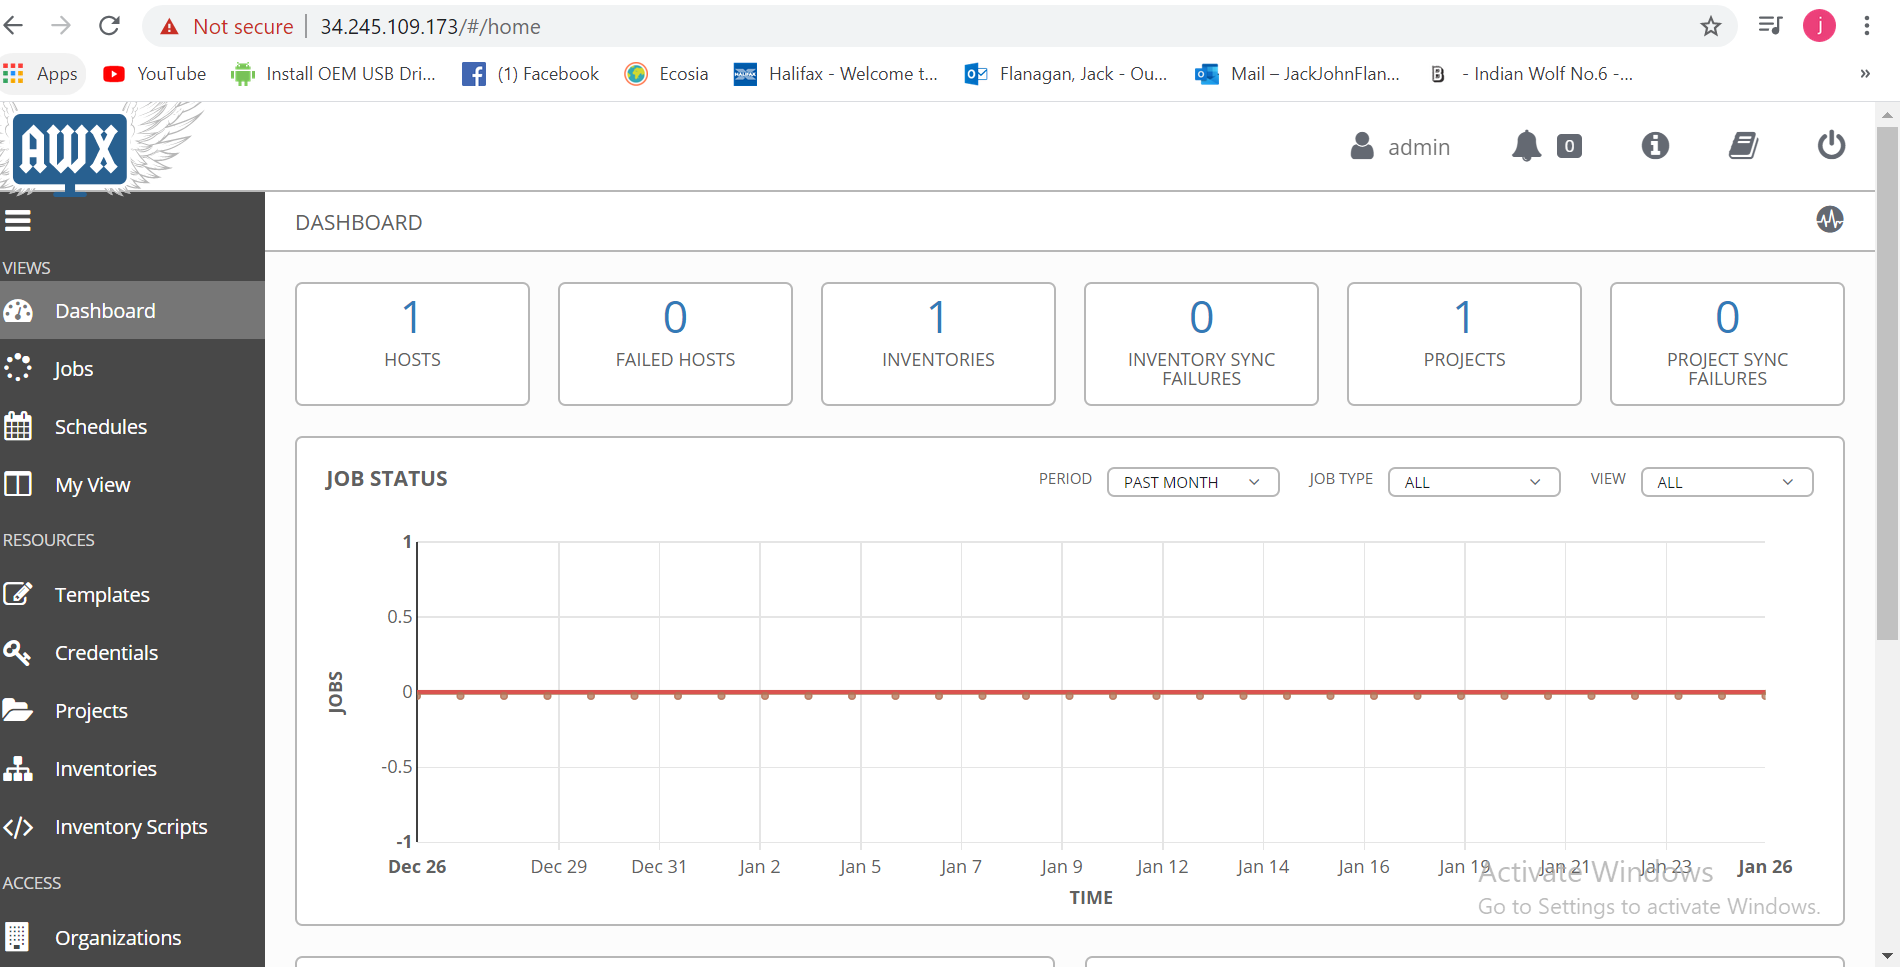 Not secure | 34.245.109.173/#/home
j
Apps YouTube Install OEM USB Dri... (1) Facebook Ecosia HALIFAX Halifax - Welcome t... Flanagan, Jack - Ou... Mail – JackJohnFlan... B - Indian Wolf No.6 -... »
AWX
admin 0
DASHBOARD
VIEWS
Dashboard
Jobs
Schedules
My View
RESOURCES
Templates
Credentials
Projects
Inventories
Inventory Scripts
ACCESS
Organizations
1
HOSTS
0
FAILED HOSTS
1
INVENTORIES
0
INVENTORY SYNC
FAILURES
1
PROJECTS
0
PROJECT SYNC
FAILURES
JOB STATUS
PERIOD PAST MONTH JOB TYPE ALL VIEW ALL
1
0.5
0
-0.5
-1
JOBS
Dec 26 Dec 29 Dec 31 Jan 2 Jan 5 Jan 7 Jan 9 Jan 12 Jan 14 Jan 16 Jan 19 Jan 21 Jan 23 Jan 26
TIME
Activate Windows
Go to Settings to activate Windows.